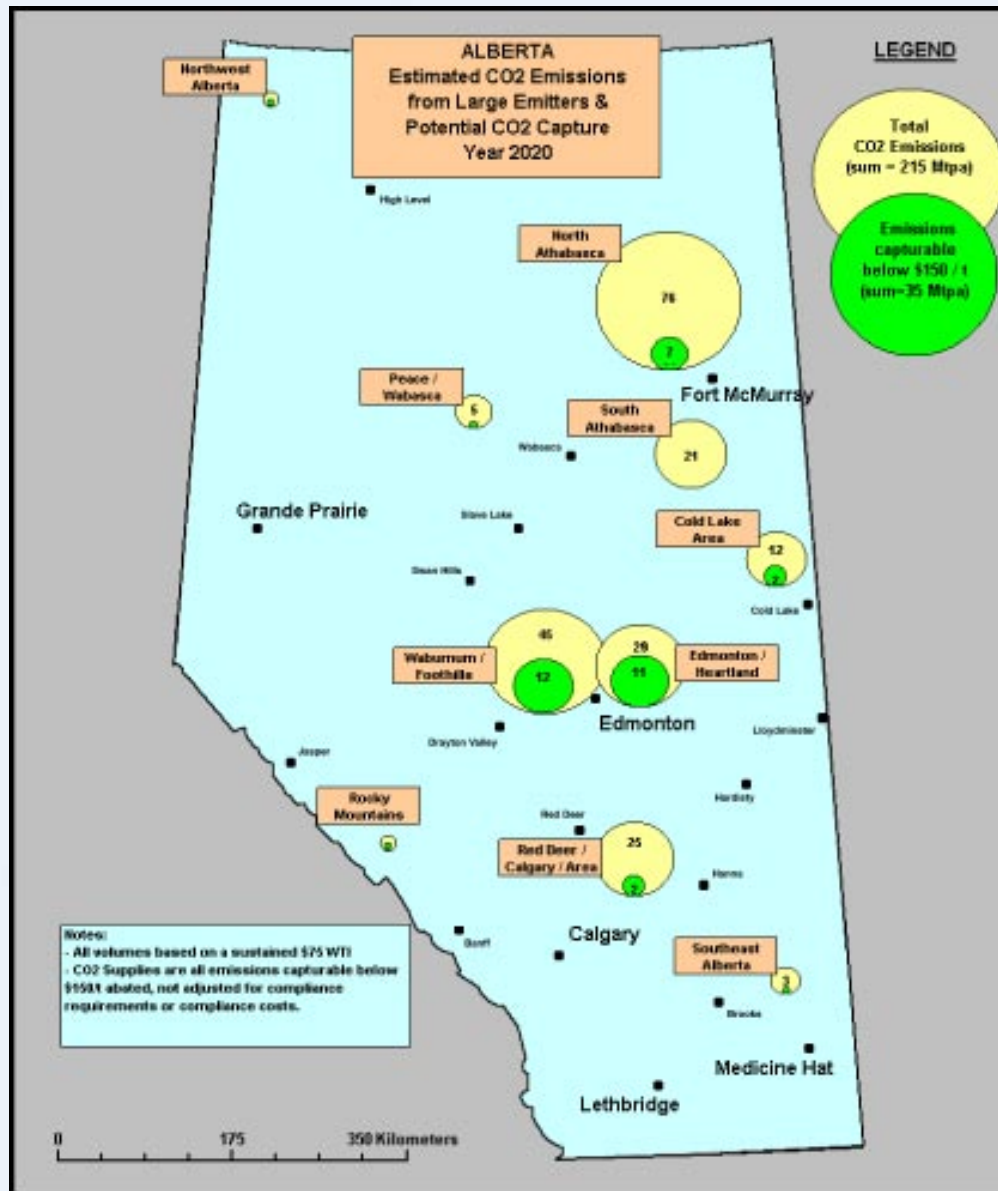 ALBERTA
Estimated CO2 Emissions
from Large Emitters &
Potential CO2 Capture
Year 2020
LEGEND
Total
CO2 Emissions
(sum = 215 Mtpa)
Emissions
capturable
below $150 / t
(sum=35 Mtpa)
Northwest
Alberta
High Level
North
Athabasca
76
7
Fort McMurray
Peace /
Wabasca
5
South
Athabasca
21
Wabasca
Grande Prairie
Slave Lake
Cold Lake
Area
12
2
Swan Hills
Cold Lake
Waburnum /
Foothills
45
12
29
11
Edmonton /
Heartland
Edmonton
Drayton Valley
Lloydminster
Jasper
Hardisty
Rocky
Mountains
Red Deer
Red Deer /
Calgary / Area
25
2
Hanna
Banff
Calgary
Southeast
Alberta
3
Brooks
Medicine Hat
Lethbridge
Notes:
- All volumes based on a sustained $75 WTI
- CO2 Supplies are all emissions capturable below
$150/t abated, not adjusted for compliance
requirements or compliance costs.
0 175 350 Kilometers